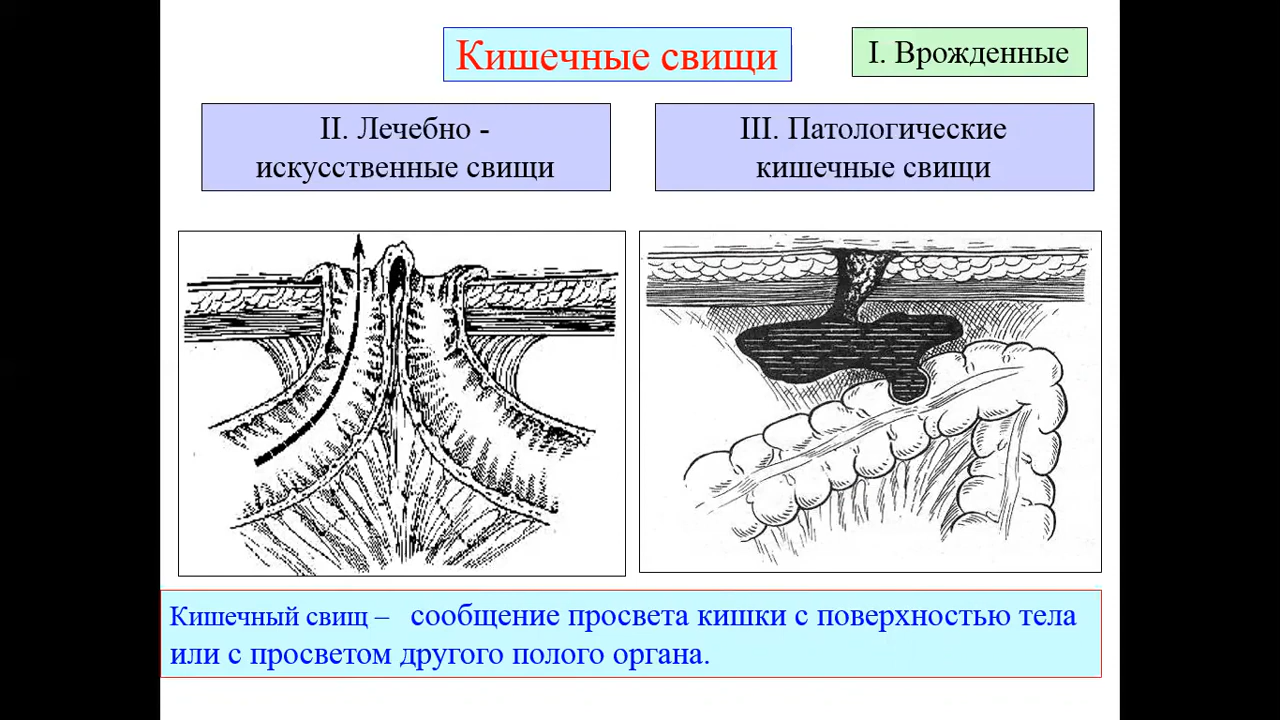 Кишечные свищи
I. Врожденные
II. Лечебно -
искусственные свищи
III. Патологические
кишечные свищи
Кишечный свищ – сообщение просвета кишки с поверхностью тела
или с просветом другого полого органа.